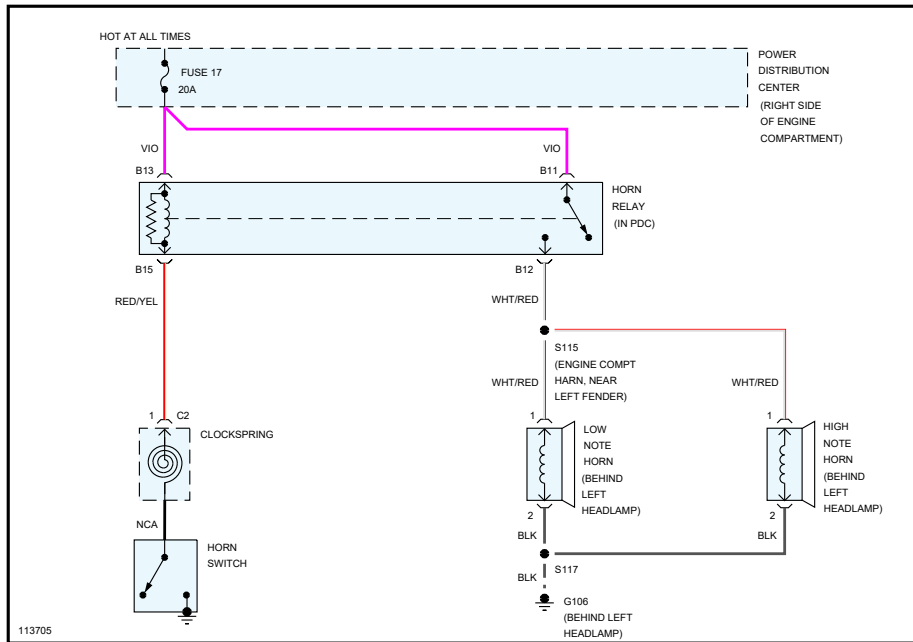 HOT AT ALL TIMES
FUSE 17
20A
POWER
DISTRIBUTION
CENTER
(RIGHT SIDE
OF ENGINE
COMPARTMENT)
VIO
VIO
B13
B11
HORN
RELAY
(IN PDC)
B15
B12
RED/YEL
WHT/RED
S115
(ENGINE COMPT
HARN, NEAR
LEFT FENDER)
WHT/RED
WHT/RED
1
C2
CLOCKSPRING
1
LOW
NOTE
HORN
(BEHIND
LEFT
HEADLAMP)
1
HIGH
NOTE
HORN
(BEHIND
LEFT
HEADLAMP)
2
2
NCA
BLK
BLK
HORN
SWITCH
S117
BLK
G106
(BEHIND LEFT
HEADLAMP)
113705